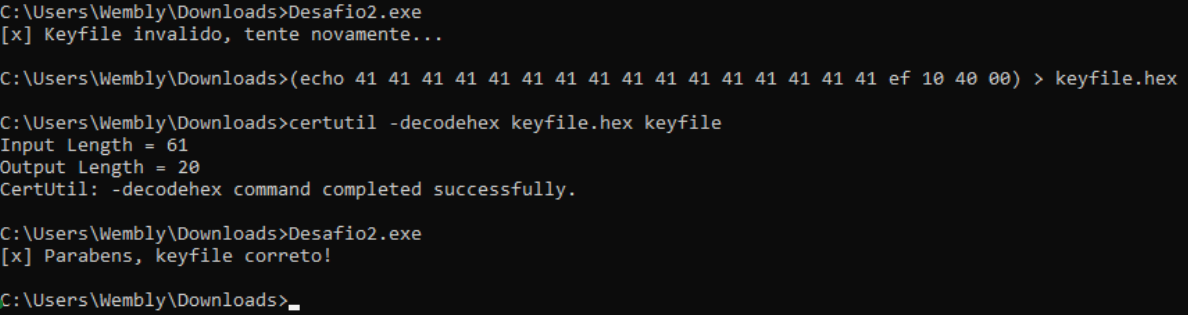 C:\Users\Wembly\Downloads>Desafio2.exe
[x] Keyfile invalido, tente novamente...
C:\Users\Wembly\Downloads>(echo 41 41 41 41 41 41 41 41 41 41 41 41 41 41 41 41 ef 10 40 00) > keyfile.hex
C:\Users\Wembly\Downloads>certutil -decodehex keyfile.hex keyfile
Input Length = 61
Output Length = 20
CertUtil: -decodehex command completed successfully.
C:\Users\Wembly\Downloads>Desafio2.exe
[x] Parabens, keyfile correto!
C:\Users\Wembly\Downloads>